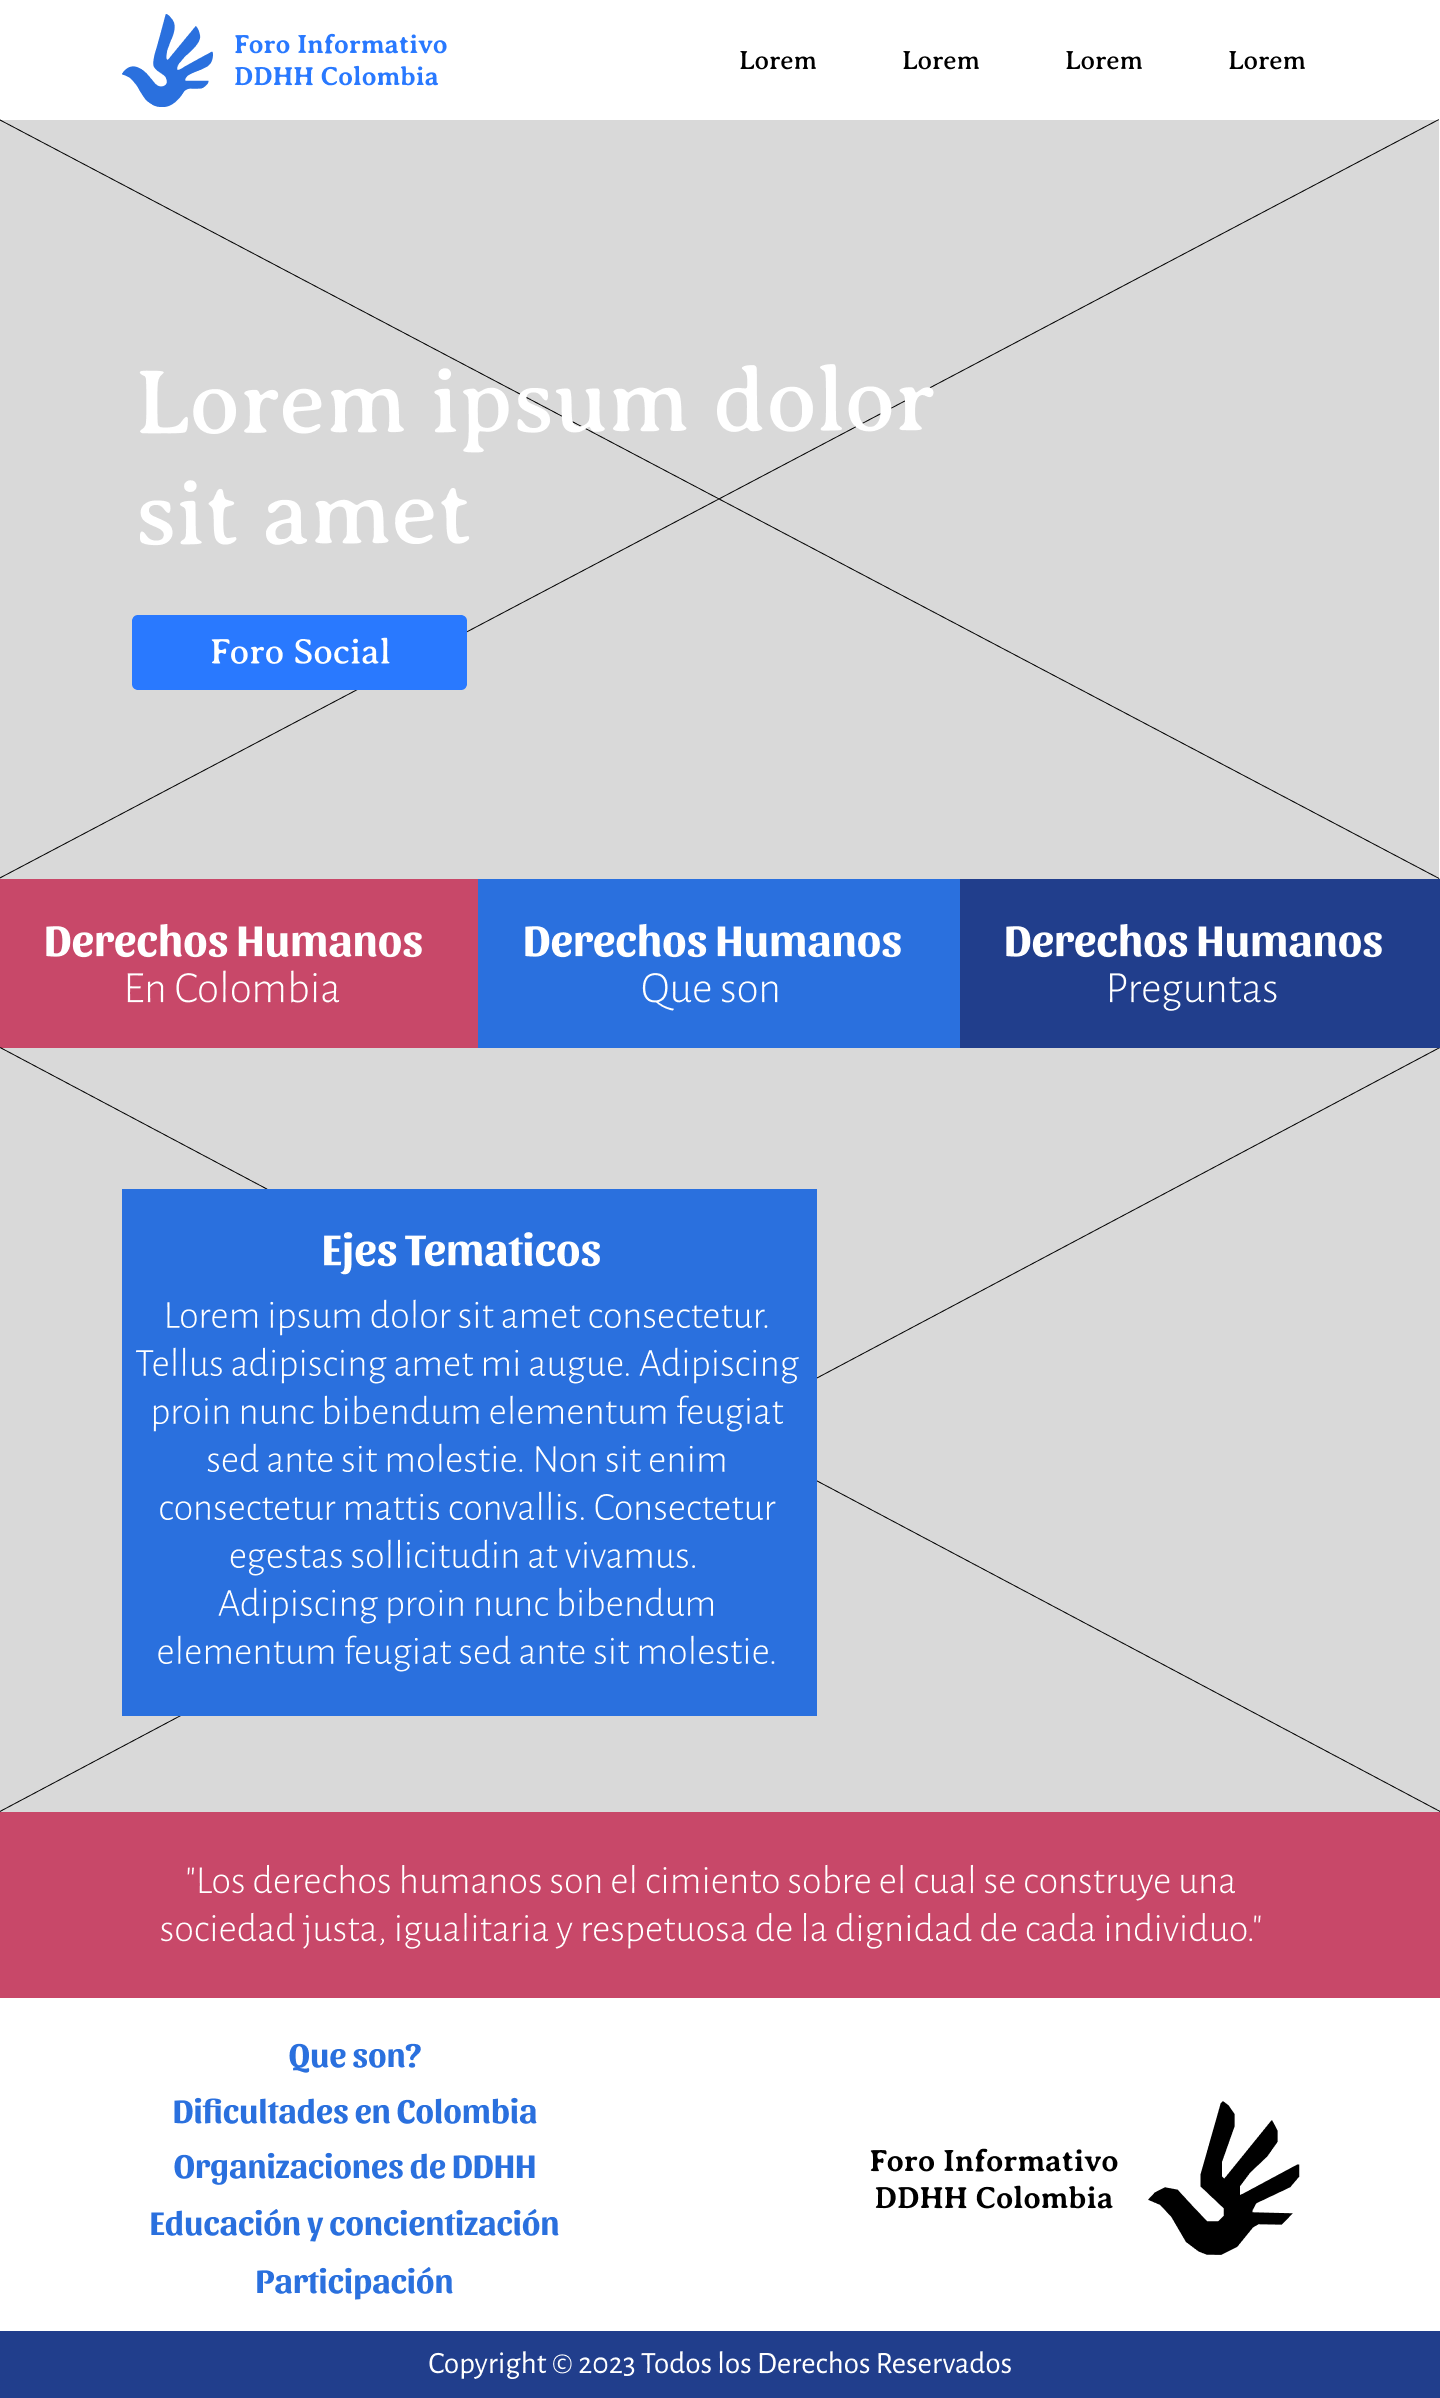 Foro Informativo
DDHH Colombia
Lorem
Lorem
Lorem
Lorem
Lorem ipsum dolor
sit amet
Foro Social
Derechos Humanos
En Colombia
Derechos Humanos
Que son
Derechos Humanos
Preguntas
Ejes Tematicos
Lorem ipsum dolor sit amet consectetur.
Tellus adipiscing amet mi augue. Adipiscing
proin nunc bibendum elementum feugiat
sed ante sit molestie. Non sit enim
consectetur mattis convallis. Consectetur
egestas sollicitudin at vivamus.
Adipiscing proin nunc bibendum
elementum feugiat sed ante sit molestie.
"Los derechos humanos son el cimiento sobre el cual se construye una
sociedad justa, igualitaria y respetuosa de la dignidad de cada individuo."
Que son?
Dificultades en Colombia
Organizaciones de DDHH
Educación y concientización
Participación
Foro Informativo
DDHH Colombia
Copyright © 2023 Todos los Derechos Reservados